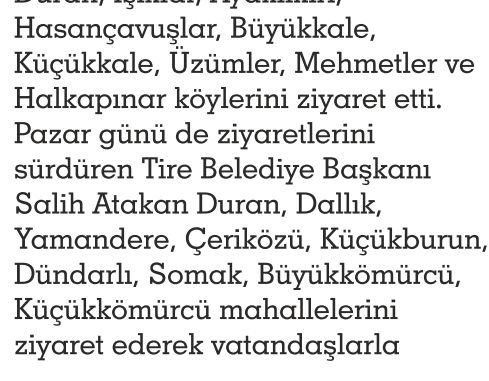 Hasançavuşlar, Büyükkale,
Küçükkale, Üzümler, Mehmetler ve
Halkapınar köylerini ziyaret etti.
Pazar günü de ziyaretlerini
sürdüren Tire Belediye Başkanı
Salih Atakan Duran, Dallık,
Yamandere, Çeriközü, Küçükburun,
Dündarlı, Somak, Büyükkömürcü,
Küçükkömürcü mahallelerini
ziyaret ederek vatandaşlarla